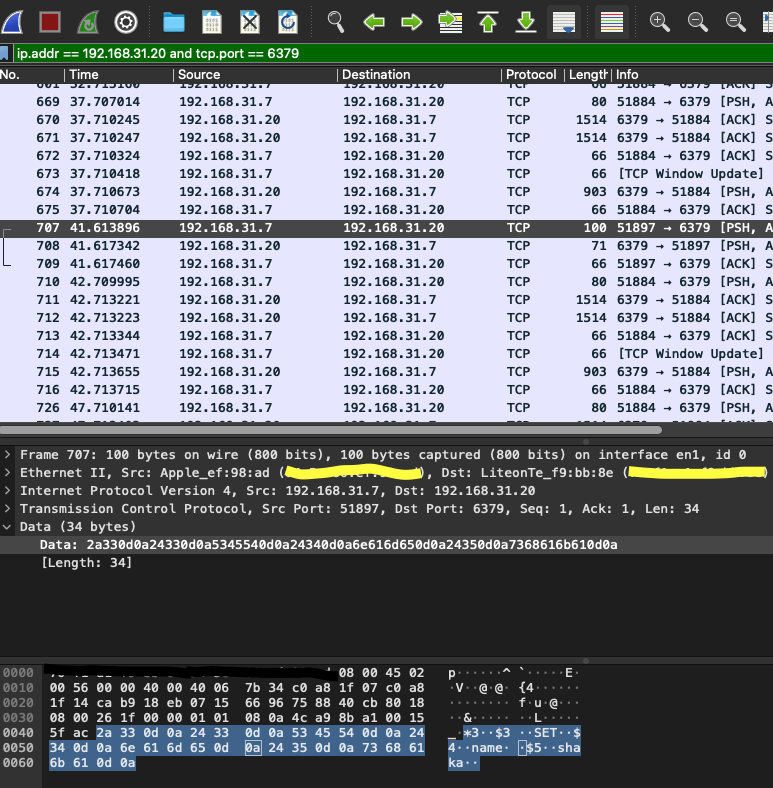 ip.addr == 192.168.31.20 and tcp.port == 6379
No. Time Source Destination Protocol Length Info
669 37.707014 192.168.31.7 192.168.31.20 TCP 80 51884 → 6379 [PSH, A
670 37.710245 192.168.31.20 192.168.31.7 TCP 1514 6379 → 51884 [ACK] S
671 37.710247 192.168.31.20 192.168.31.7 TCP 1514 6379 → 51884 [ACK] S
672 37.710324 192.168.31.7 192.168.31.20 TCP 66 51884 → 6379 [ACK] S
673 37.710418 192.168.31.7 192.168.31.20 TCP 66 [TCP Window Update]
674 37.710673 192.168.31.20 192.168.31.7 TCP 903 6379 → 51884 [PSH, A
675 37.710704 192.168.31.7 192.168.31.20 TCP 66 51884 → 6379 [ACK] S
707 41.613896 192.168.31.7 192.168.31.20 TCP 100 51897 → 6379 [PSH, A
708 41.617342 192.168.31.20 192.168.31.7 TCP 71 6379 → 51897 [PSH, A
709 41.617460 192.168.31.7 192.168.31.20 TCP 66 51897 → 6379 [ACK] S
710 42.709995 192.168.31.7 192.168.31.20 TCP 80 51884 → 6379 [PSH, A
711 42.713221 192.168.31.20 192.168.31.7 TCP 1514 6379 → 51884 [ACK] S
712 42.713223 192.168.31.20 192.168.31.7 TCP 1514 6379 → 51884 [ACK] S
713 42.713344 192.168.31.7 192.168.31.20 TCP 66 51884 → 6379 [ACK] S
714 42.713471 192.168.31.7 192.168.31.20 TCP 66 [TCP Window Update]
715 42.713655 192.168.31.20 192.168.31.7 TCP 903 6379 → 51884 [PSH, A
716 42.713715 192.168.31.7 192.168.31.20 TCP 66 51884 → 6379 [ACK] S
726 47.710141 192.168.31.7 192.168.31.20 TCP 80 51884 → 6379 [PSH, A
Frame 707: 100 bytes on wire (800 bits), 100 bytes captured (800 bits) on interface en1, id 0
Ethernet II, Src: Apple_ef:98:ad ( ), Dst: LiteonTe_f9:bb:8e ( )
Internet Protocol Version 4, Src: 192.168.31.7, Dst: 192.168.31.20
Transmission Control Protocol, Src Port: 51897, Dst Port: 6379, Seq: 1, Ack: 1, Len: 34
Data (34 bytes)
Data: 2a330d0a24330d0a5345540d0a24340d0a6e616d650d0a24350d0a7368616b610d0a
[Length: 34]
0000 08 00 45 02 p······^ ·`····E·
0010 00 56 00 00 40 00 40 06 7b 34 c0 a8 1f 07 c0 a8 ·V··@·@· {4······
0020 1f 14 ca b9 18 eb 07 15 66 96 75 88 40 cb 80 18 ········ f·u·@···
0030 08 00 26 1f 00 00 01 01 08 0a 4c a9 8b a1 00 15 ··&····· ··L·····
0040 5f ac 2a 33 0d 0a 24 33 0d 0a 53 45 54 0d 0a 24 _·*3··$3 ··SET··$
0050 34 0d 0a 6e 61 6d 65 0d 0a 24 35 0d 0a 73 68 61 4··name· ·$5··sha
0060 6b 61 0d 0a ka··